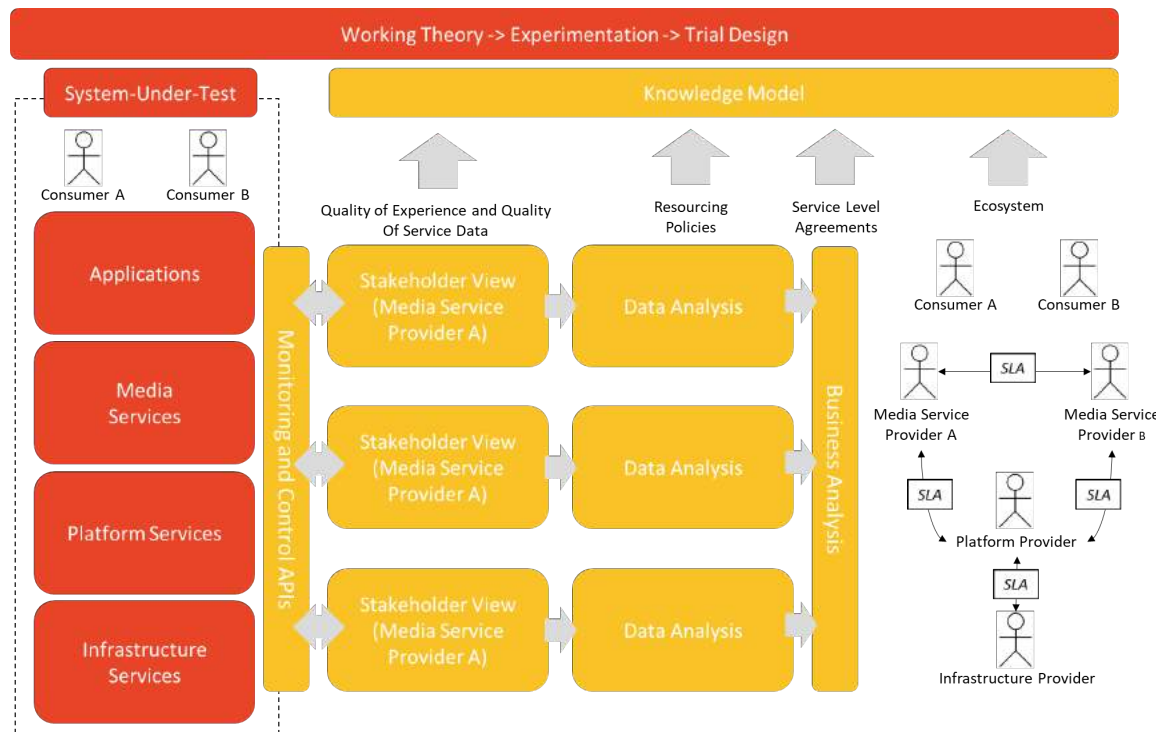 Working Theory -> Experimentation -> Trial Design
System-Under-Test
Knowledge Model
Consumer A
Consumer B
Quality of Experience and Quality
Of Service Data
Resourcing
Policies
Service Level
Agreements
Ecosystem
Applications
Media
Services
Platform Services
Infrastructure
Services
Monitoring and Control APIs
Stakeholder View
(Media Service
Provider A)
Data Analysis
Stakeholder View
(Media Service
Provider A)
Data Analysis
Stakeholder View
(Media Service
Provider A)
Data Analysis
Business Analysis
Consumer A
Consumer B
SLA
Media Service
Provider A
Media Service
Provider B
SLA
SLA
Platform Provider
SLA
Infrastructure Provider